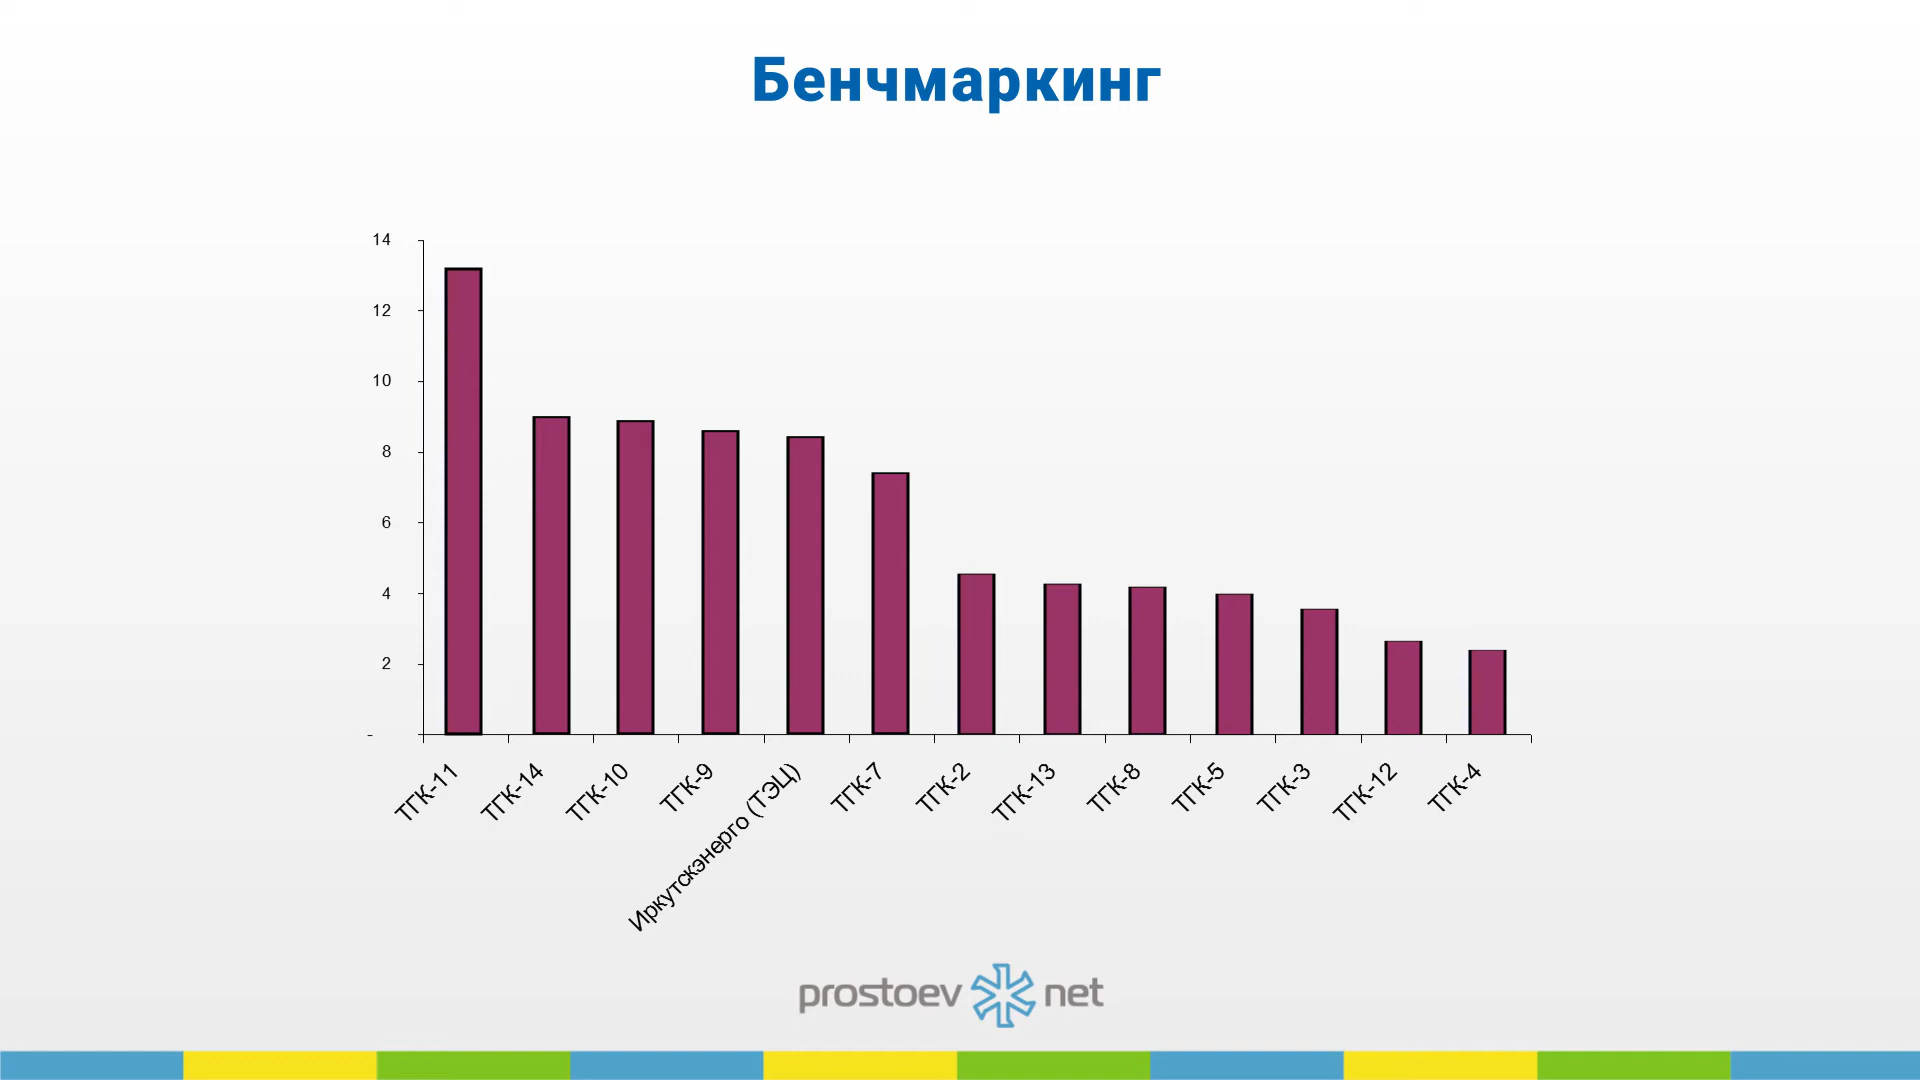 Бенчмаркинг
14
12
10
8
6
4
2
-
ТГК-11
ТГК-14
ТГК-10
ТГК-9
Иркутскэнерго (ТЭЦ)
ТГК-7
ТГК-2
ТГК-13
ТГК-8
ТГК-5
ТГК-3
ТГК-12
ТГК-4
prostoev net